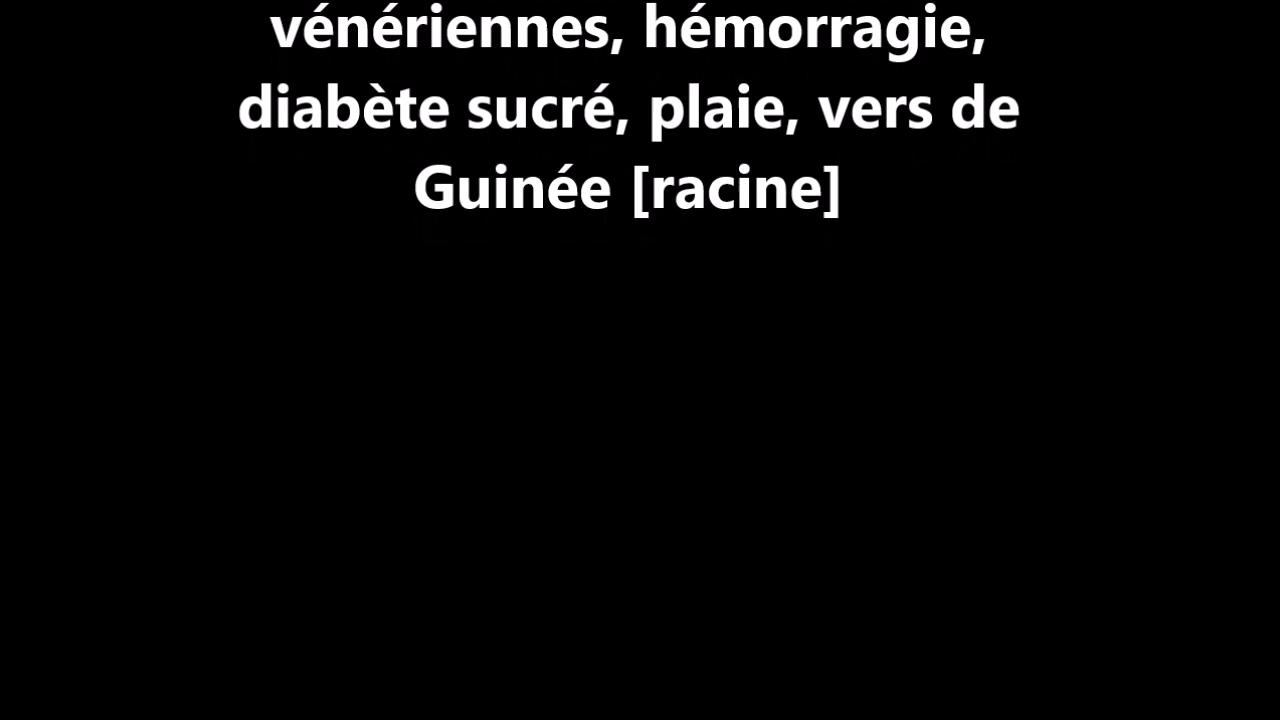 vénériennes, hémorragie,
diabète sucré, plaie, vers de
Guinée [racine]